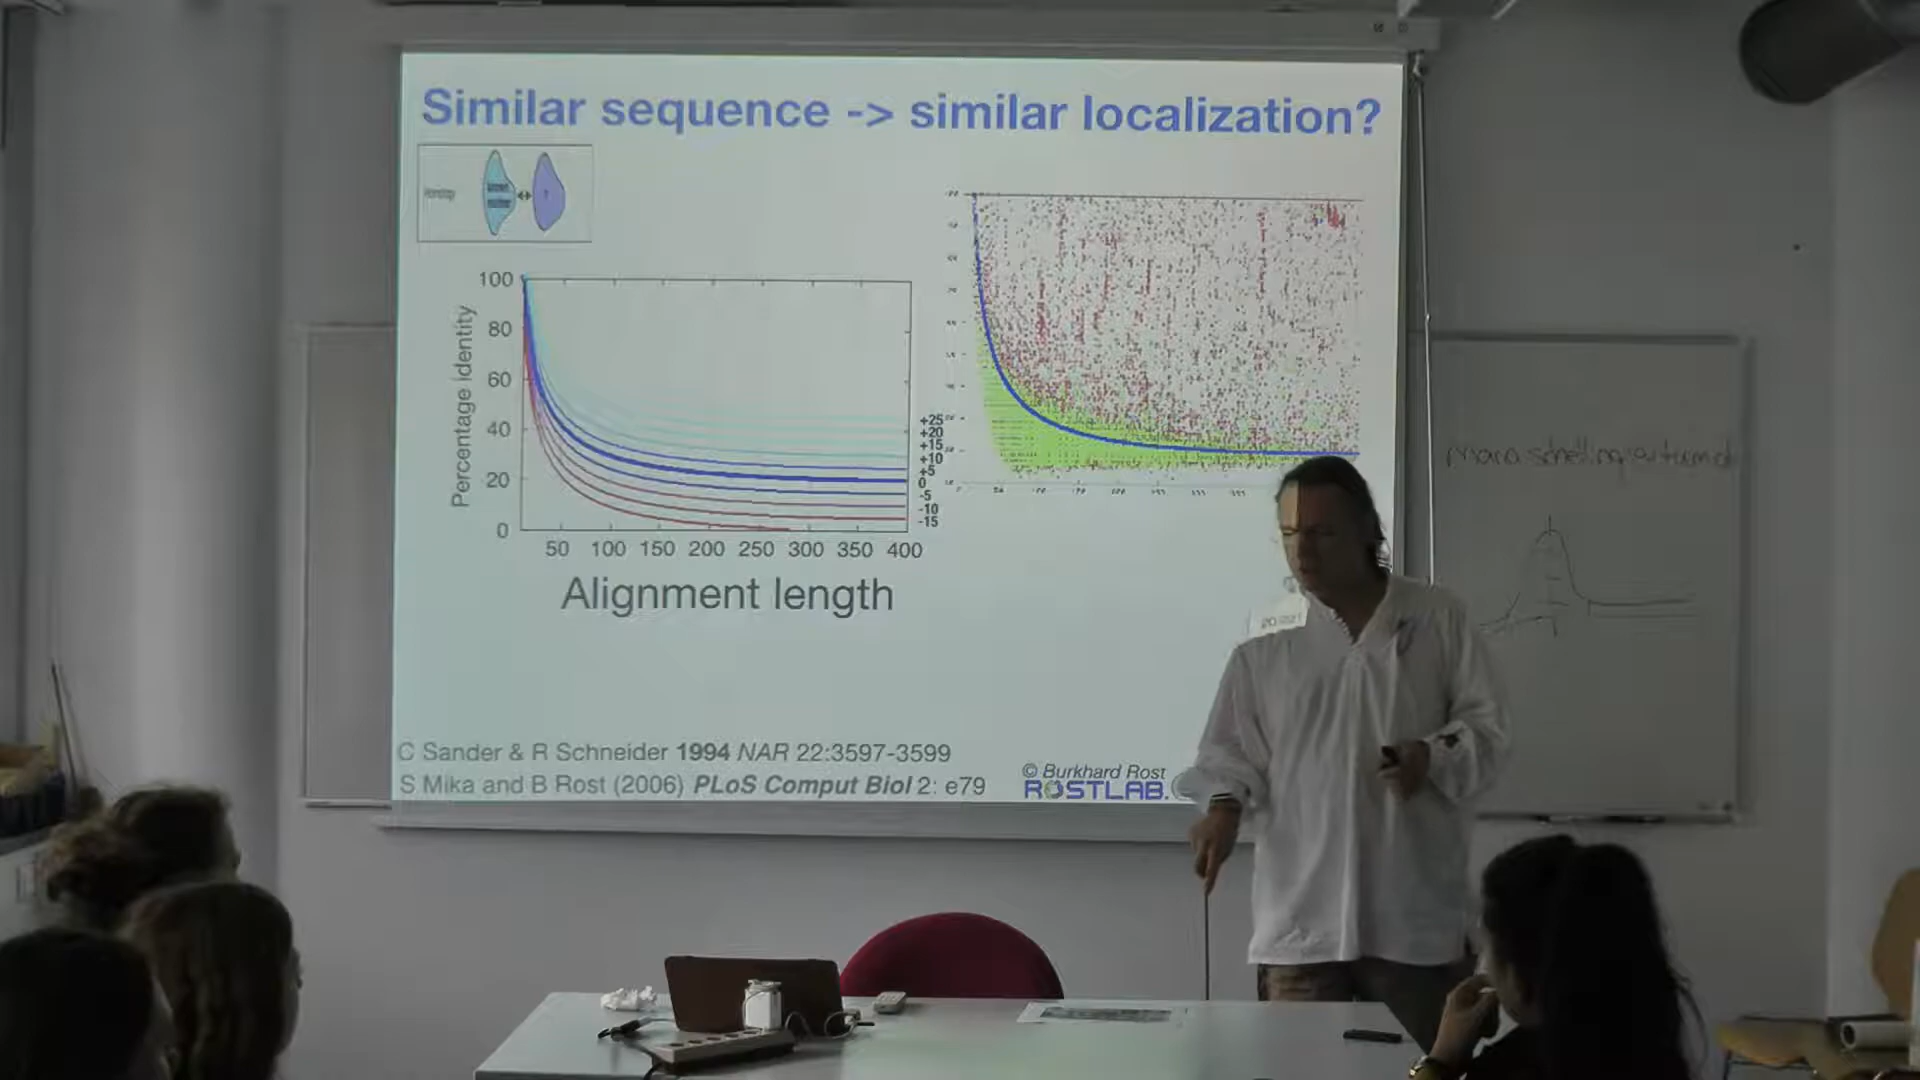 Similar sequence -> similar localization?
100
80
60
40
20
0
Percentage identity
50 100 150 200 250 300 350 400
Alignment length
+25
+20
+15
+10
+5
0
-5
-10
-15
C Sander & R Schneider 1994 NAR 22:3597-3599
S Mika and B Rost (2006) PLoS Comput Biol 2: e79
© Burkhard Rost
ROSTLAB.